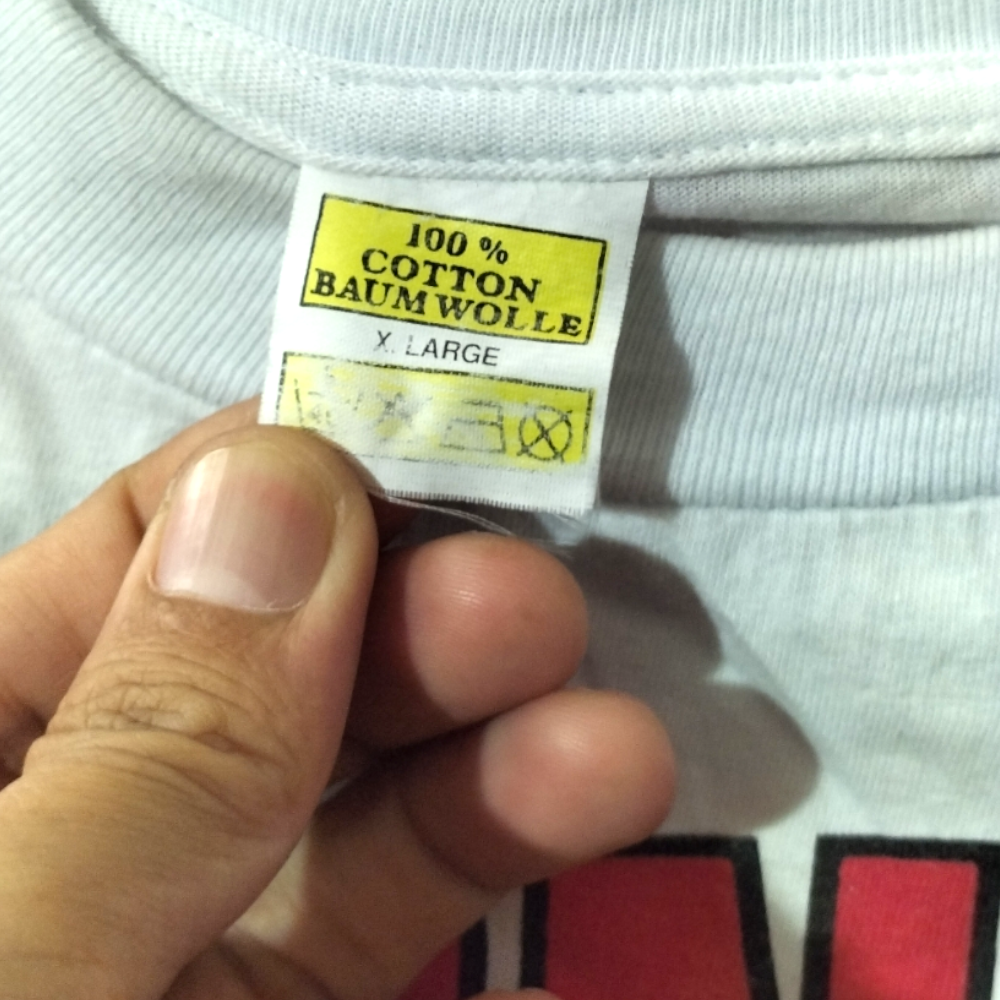 100 %
COTTON
BAUMWOLLE
X. LARGE